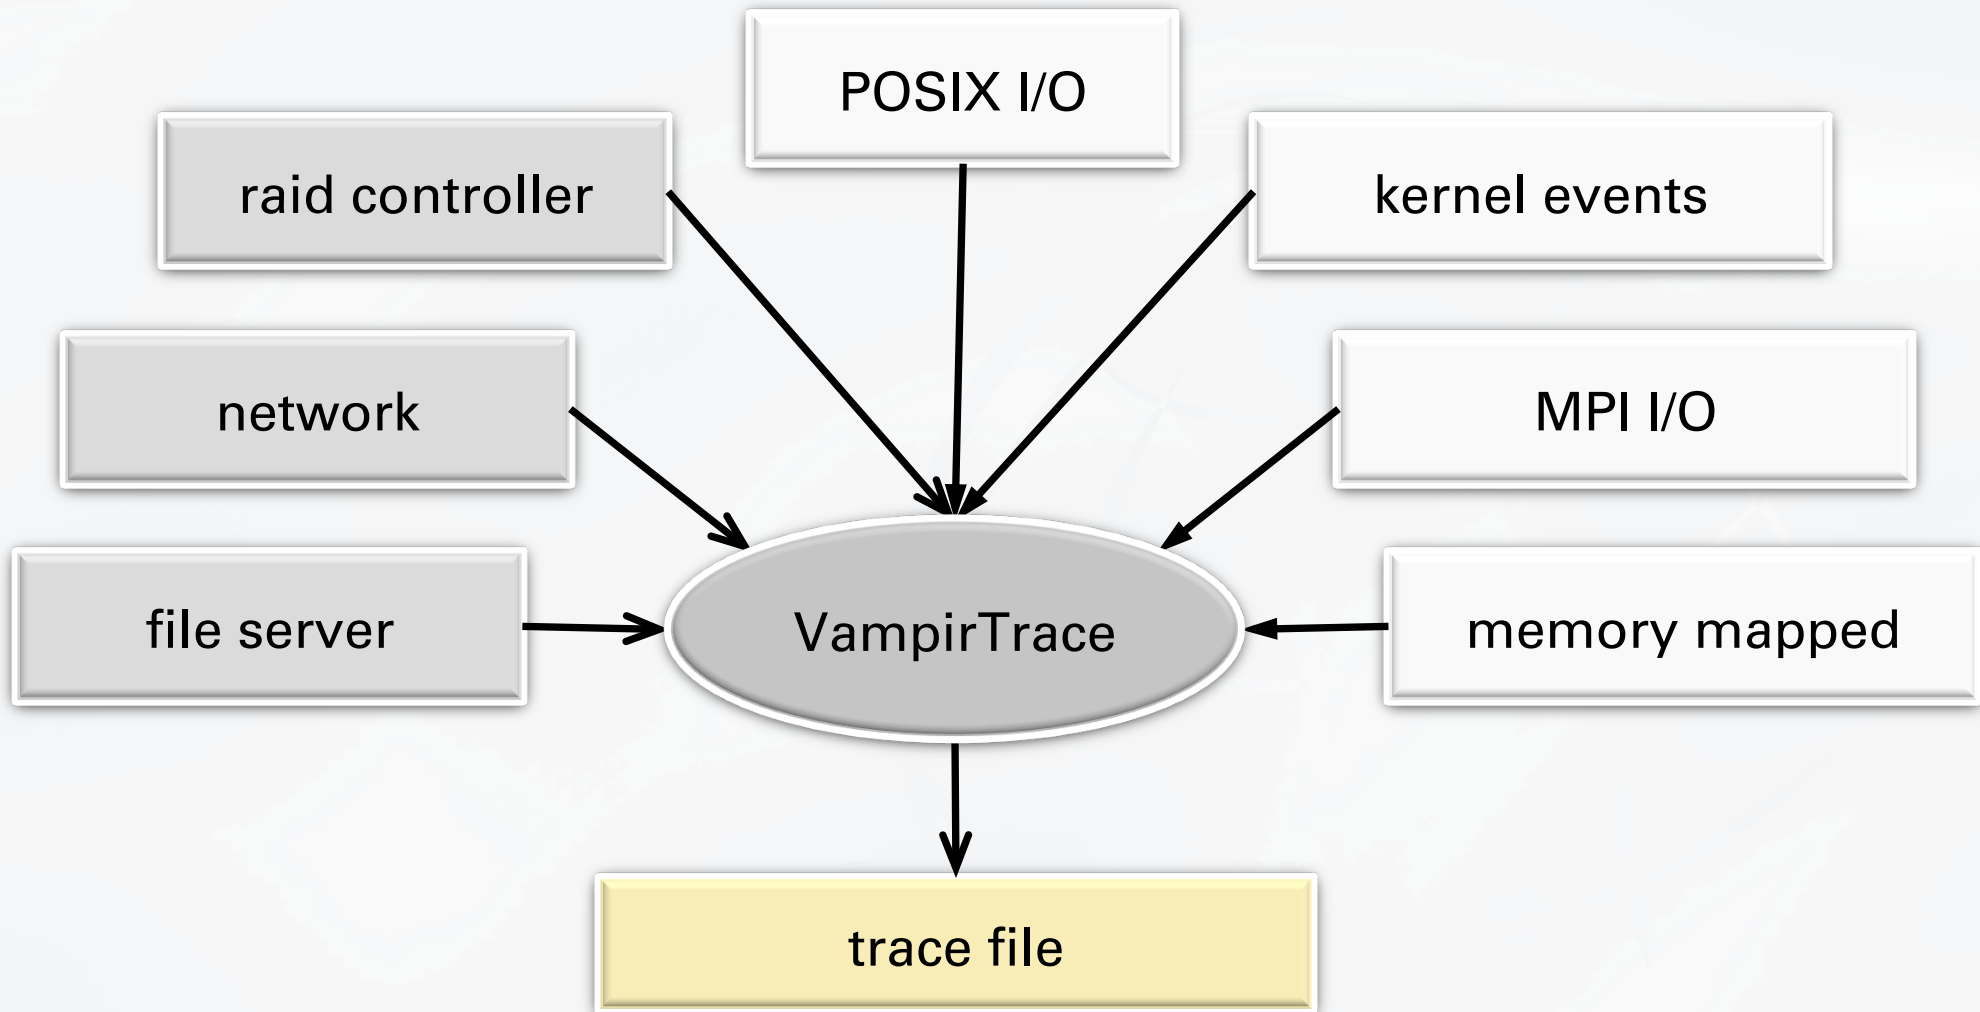 POSIX I/O
raid controller
kernel events
network
MPI I/O
file server
VampirTrace
memory mapped
trace file